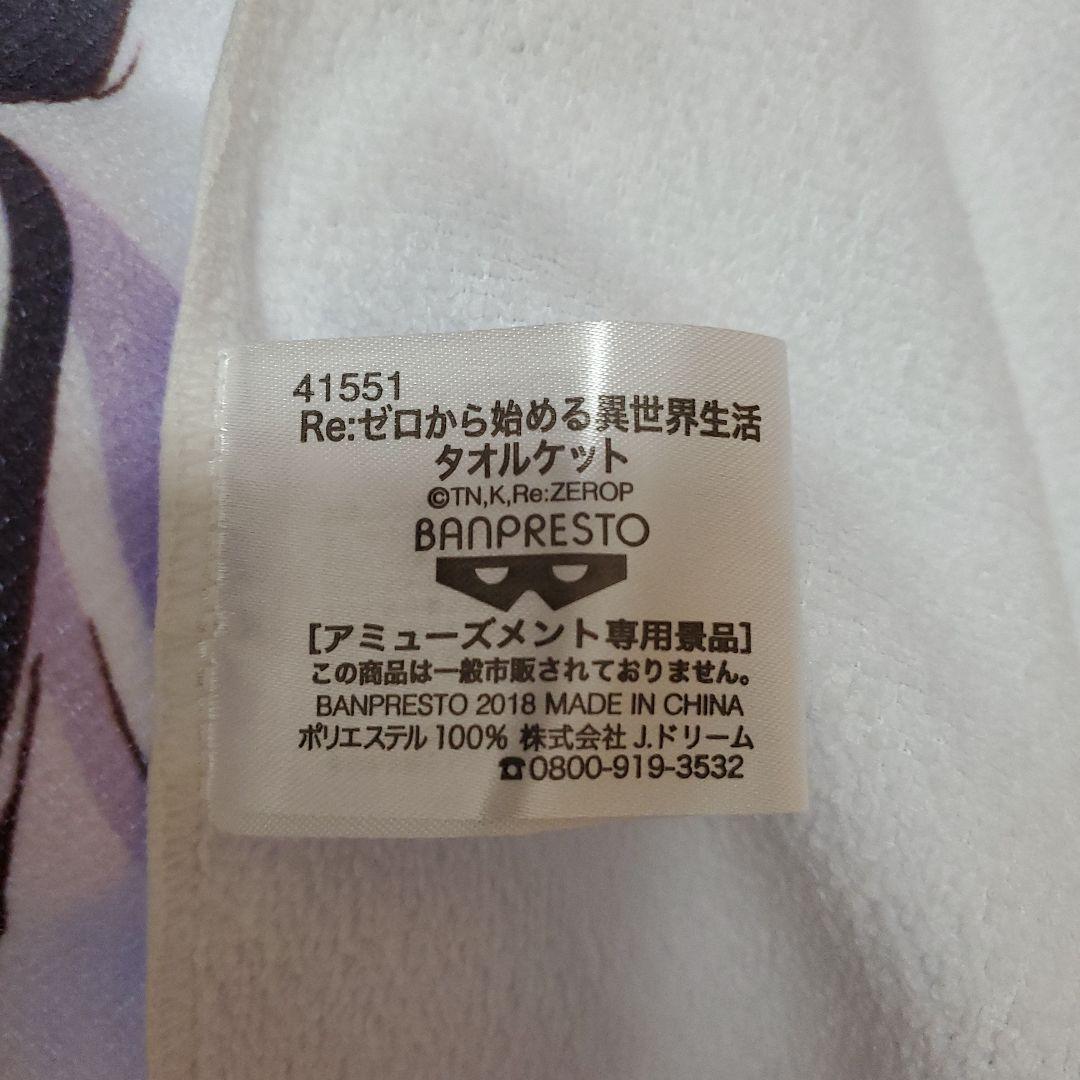 41551
Re:ゼロから始める異世界生活
タオルケット
©TN,K,Re:ZEROP
BANPRESTO
[アミューズメント専用景品]
この商品は一般市販されておりません。
BANPRESTO 2018 MADE IN CHINA
ポリエステル 100% 株式会社 J.ドリーム
☎0800-919-3532